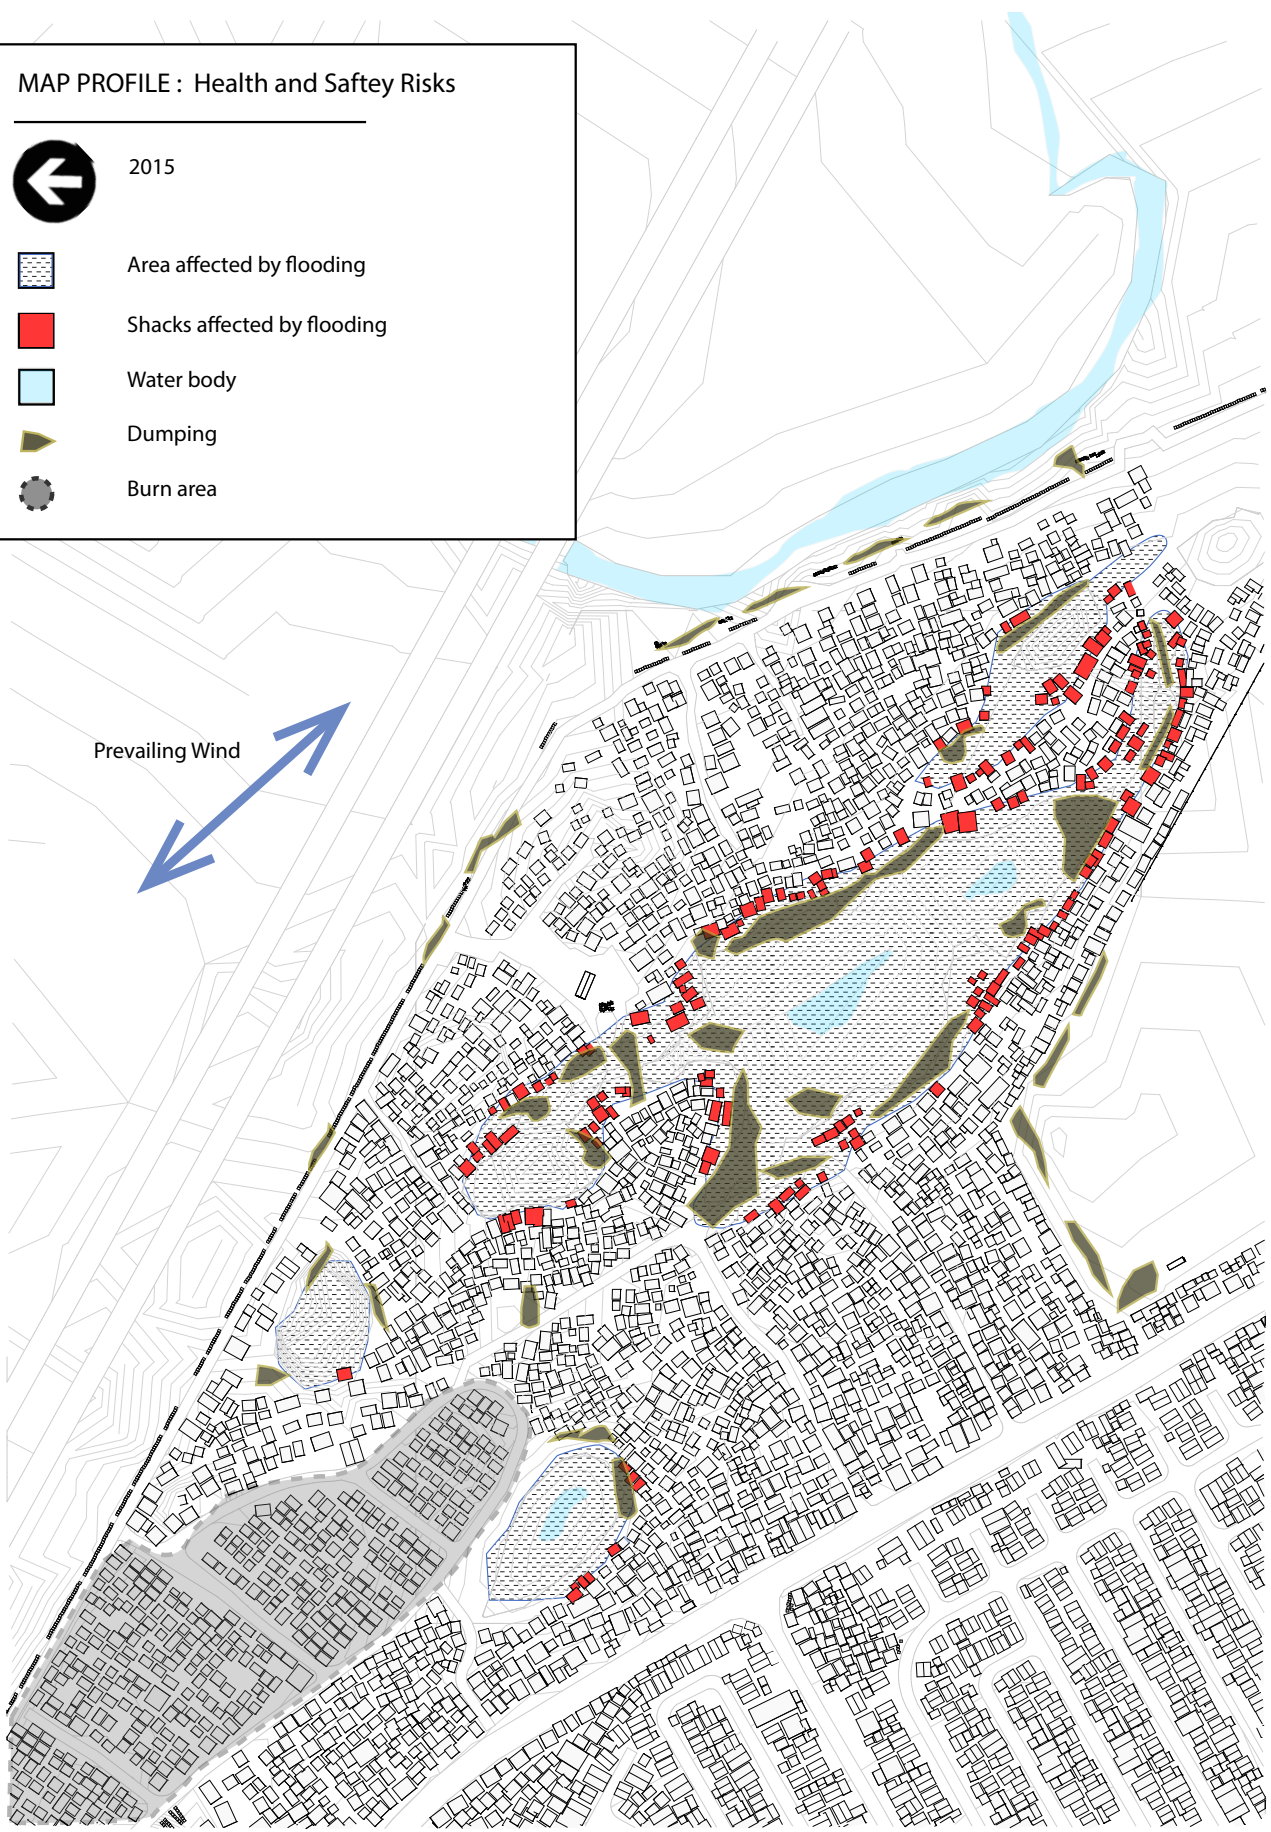 MAP PROFILE : Health and Saftey Risks
2015
Area affected by flooding
Shacks affected by flooding
Water body
Dumping
Burn area
Prevailing Wind